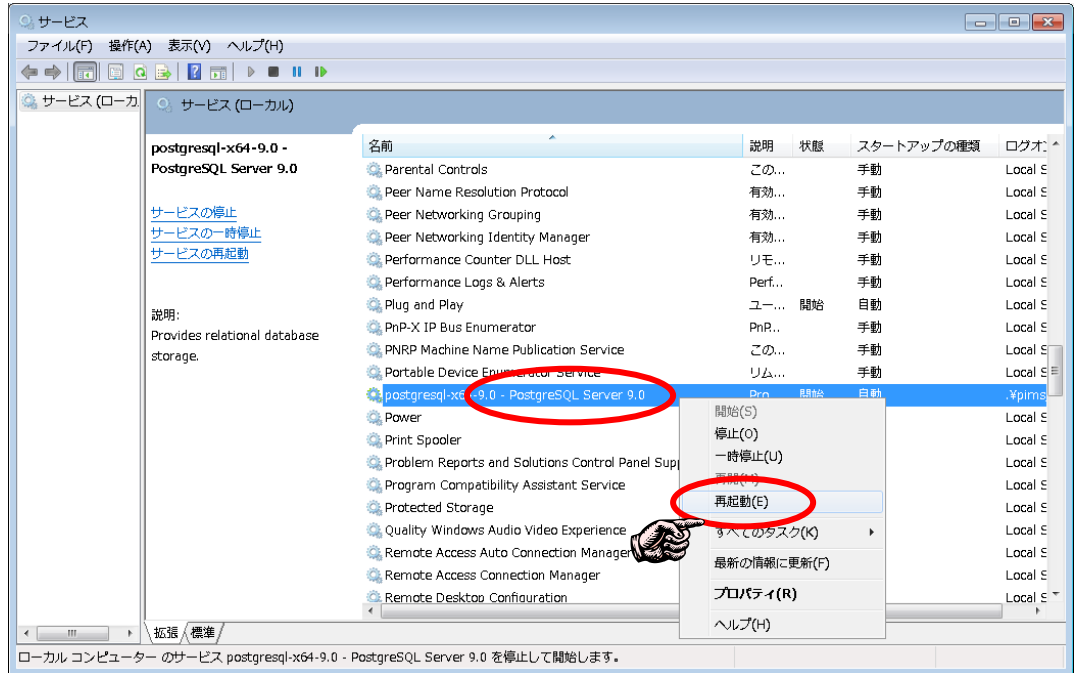 サービス
ファイル(F) 操作(A) 表示(V) ヘルプ(H)
サービス (ローカ
サービス (ローカル)
postgresql-x64-9.0 -
PostgreSQL Server 9.0
サービスの停止
サービスの一時停止
サービスの再起動
説明:
Provides relational database
storage.
名前 説明 状態 スタートアップの種類 ログオ
Parental Controls この... 手動 Local S
Peer Name Resolution Protocol 有効... 手動 Local S
Peer Networking Grouping 有効... 手動 Local S
Peer Networking Identity Manager 有効... 手動 Local S
Performance Counter DLL Host リモ... 手動 Local S
Performance Logs & Alerts Perf... 手動 Local S
Plug and Play ユー... 開始 自動 Local S
PnP-X IP Bus Enumerator PnP... 手動 Local S
PNRP Machine Name Publication Service この... 手動 Local S
Portable Device Enumerator Service リム... 手動 Local S
postgresql-x64-9.0 - PostgreSQL Server 9.0 Pro 開始 自動 .¥pims
Power Local S
Print Spooler Local S
Problem Reports and Solutions Control Panel Supp Local S
Program Compatibility Assistant Service Local S
Protected Storage Local S
Quality Windows Audio Video Experience Local S
Remote Access Auto Connection Manager Local S
Remote Access Connection Manager Local S
Remote Desktop Configuration Local S
開始(S)
停止(O)
一時停止(U)
再開(M)
再起動(E)
すべてのタスク(K)
最新の情報に更新(F)
プロパティ(R)
ヘルプ(H)
拡張 標準
ローカル コンピューター のサービス postgresql-x64-9.0 - PostgreSQL Server 9.0 を停止して開始します。